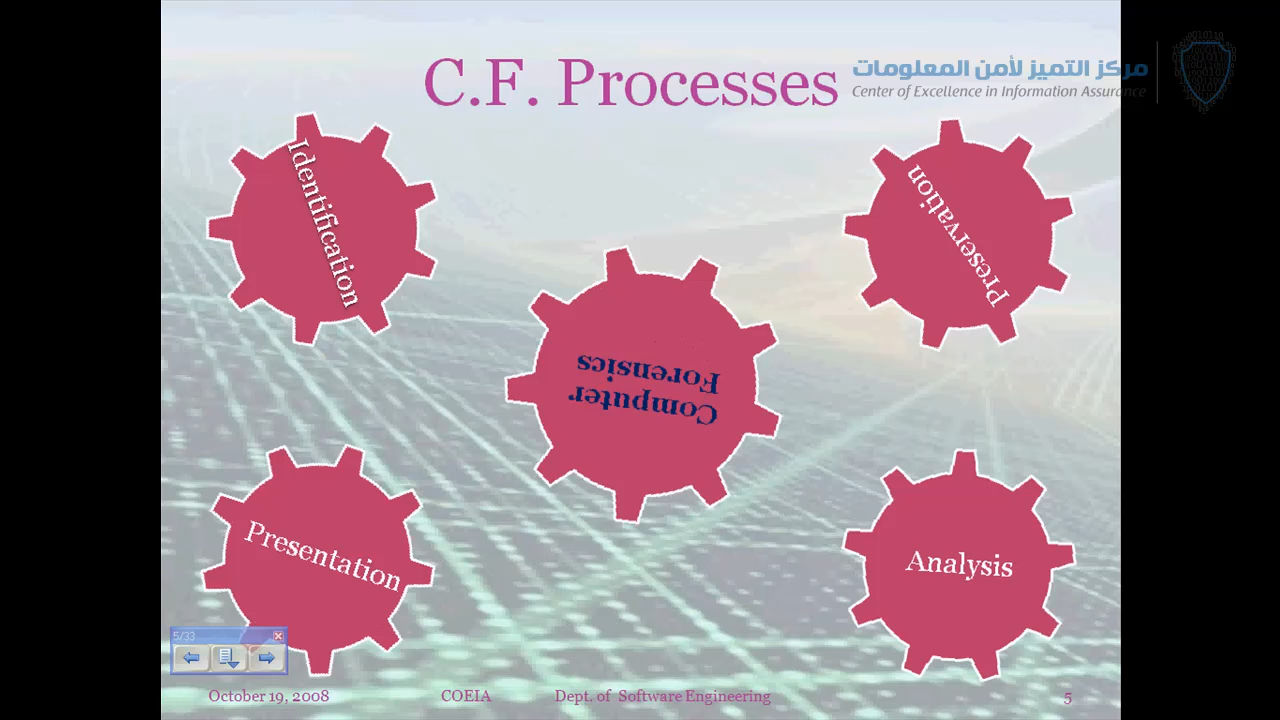 C.F. Processes
مركز التميز لأمن المعلومات
Center of Excellence in Information Assurance
Identification
Preservation
Computer
Forensics
Presentation
Analysis
5/33
October 19, 2008
COEIA
Dept. of Software Engineering
5